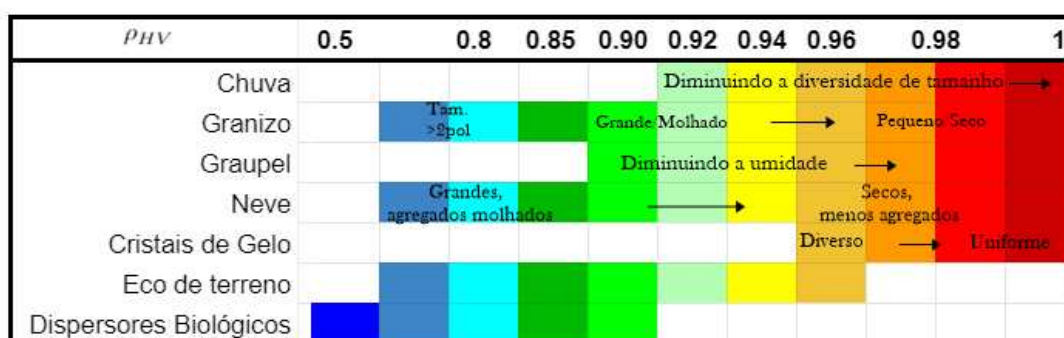 ρHV 0.5 0.8 0.85 0.90 0.92 0.94 0.96 0.98 1
Chuva Diminuindo a diversidade de tamanho
Granizo Tam. >2pol Grande Molhado Pequeno Seco
Graupel Diminuindo a umidade
Neve Grandes, agregados molhados Secos, menos agregados
Cristais de Gelo Diverso Uniforme
Eco de terreno
Dispersores Biológicos